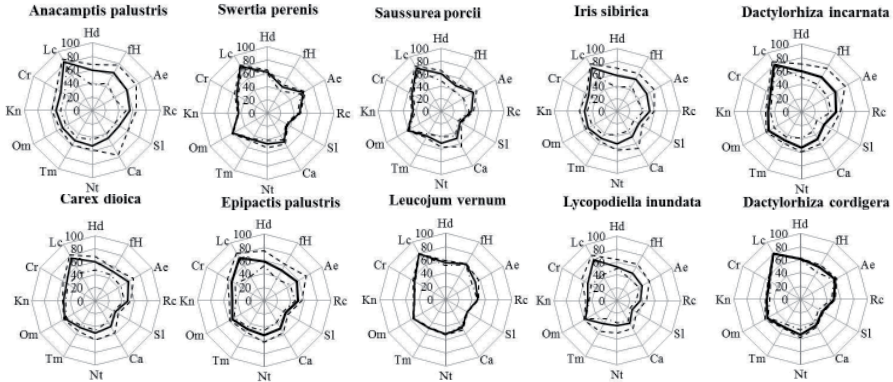 Anacamptis palustris
Hd
fH
Ae
Rc
Sl
Ca
Nt
Tm
Om
Kn
Cr
Lc
100
80
60
40
20
0
Swertia perenis
Hd
fH
Ae
Rc
Sl
Ca
Nt
Tm
Om
Kn
Cr
Lc
100
80
60
40
20
0
Saussurea porcii
Hd
fH
Ae
Rc
Sl
Ca
Nt
Tm
Om
Kn
Cr
Lc
100
80
60
40
20
0
Iris sibirica
Hd
fH
Ae
Rc
Sl
Ca
Nt
Tm
Om
Kn
Cr
Lc
100
80
60
40
20
0
Dactylorhiza incarnata
Hd
fH
Ae
Rc
Sl
Ca
Nt
Tm
Om
Kn
Cr
Lc
100
80
60
40
20
0
Carex dioica
Hd
fH
Ae
Rc
Sl
Ca
Nt
Tm
Om
Kn
Cr
Lc
100
80
60
40
20
0
Epipactis palustris
Hd
fH
Ae
Rc
Sl
Ca
Nt
Tm
Om
Kn
Cr
Lc
100
80
60
40
20
0
Leucojum vernum
Hd
fH
Ae
Rc
Sl
Ca
Nt
Tm
Om
Kn
Cr
Lc
100
80
60
40
20
0
Lycopodiella inundata
Hd
fH
Ae
Rc
Sl
Ca
Nt
Tm
Om
Kn
Cr
Lc
100
80
60
40
20
0
Dactylorhiza cordigera
Hd
fH
Ae
Rc
Sl
Ca
Nt
Tm
Om
Kn
Cr
Lc
100
80
60
40
20
0